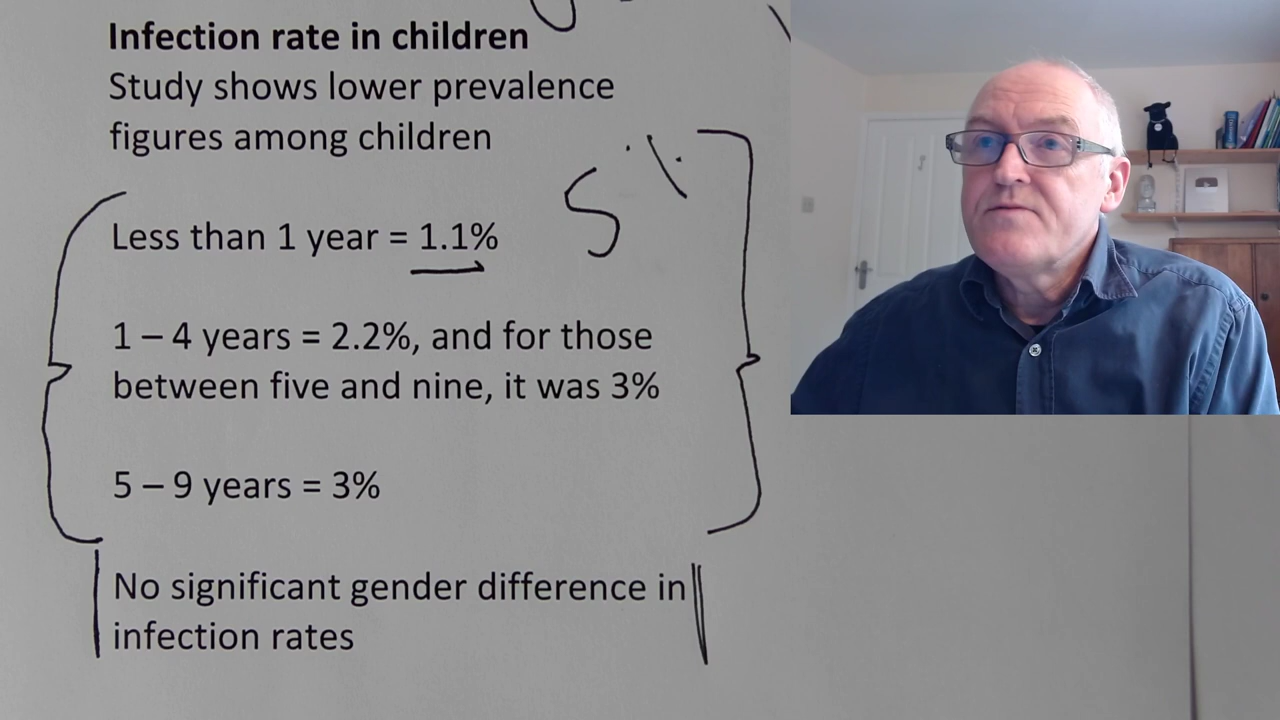 Infection rate in children
Study shows lower prevalence
figures among children
5%
Less than 1 year = 1.1%
1 – 4 years = 2.2%, and for those
between five and nine, it was 3%
5 – 9 years = 3%
No significant gender difference in
infection rates